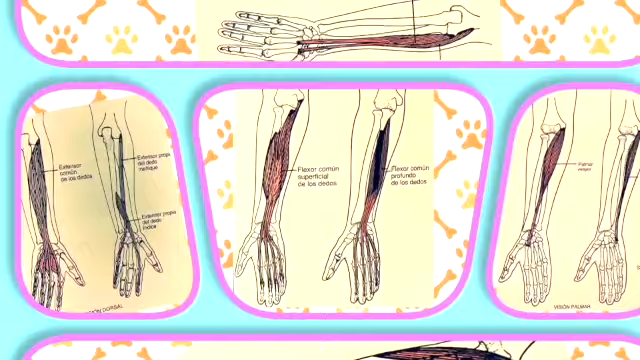 Extensor
común
de los dedos
Extensor propio
del dedo
meñique
Extensor propio
del dedo
índice
DORSAL
Flexor común
superficial
de los dedos
Flexor común
profundo
de los dedos
VISIÓN PALMAR